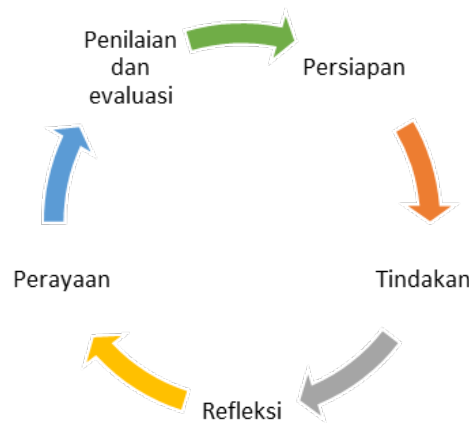 Penilaian
dan
evaluasi
Persiapan
Tindakan
Refleksi
Perayaan